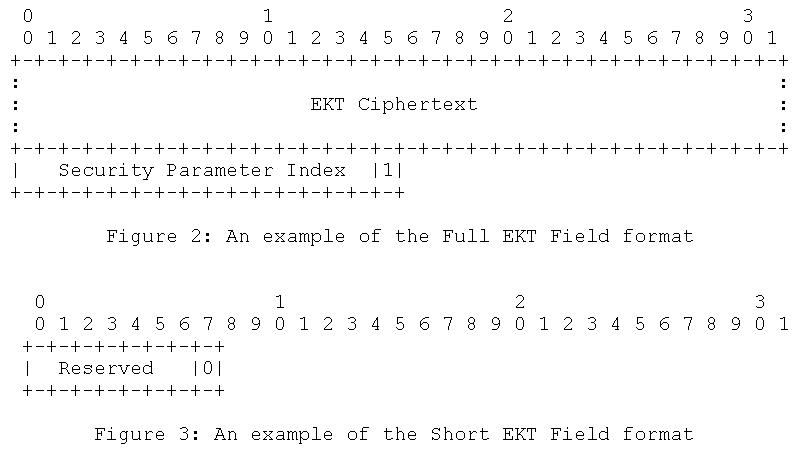 0                   1                   2                   3
 0 1 2 3 4 5 6 7 8 9 0 1 2 3 4 5 6 7 8 9 0 1 2 3 4 5 6 7 8 9 0 1
+-+-+-+-+-+-+-+-+-+-+-+-+-+-+-+-+-+-+-+-+-+-+-+-+-+-+-+-+-+-+-+-+
:                                                               :
:                        EKT Ciphertext                         :
:                                                               :
+-+-+-+-+-+-+-+-+-+-+-+-+-+-+-+-+-+-+-+-+-+-+-+-+-+-+-+-+-+-+-+-+
|   Security Parameter Index  |1|
+-+-+-+-+-+-+-+-+-+-+-+-+-+-+-+-+
        Figure 2: An example of the Full EKT Field format
  0                   1                   2                   3
  0 1 2 3 4 5 6 7 8 9 0 1 2 3 4 5 6 7 8 9 0 1 2 3 4 5 6 7 8 9 0 1
 +-+-+-+-+-+-+-+-+
 |  Reserved   |0|
 +-+-+-+-+-+-+-+-+
       Figure 3: An example of the Short EKT Field format